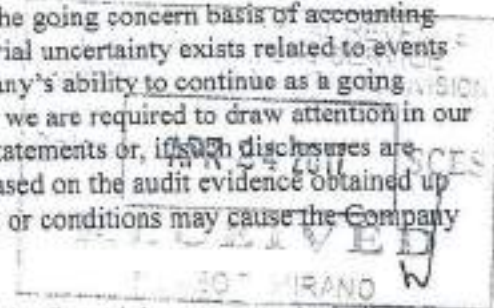 he going concern basis of accounting
rial uncertainty exists related to events
any's ability to continue as a going
VISION
we are required to draw attention in our
tatements or, if such disclosures are
ased on the audit evidence obtained up
or conditions may cause the Company